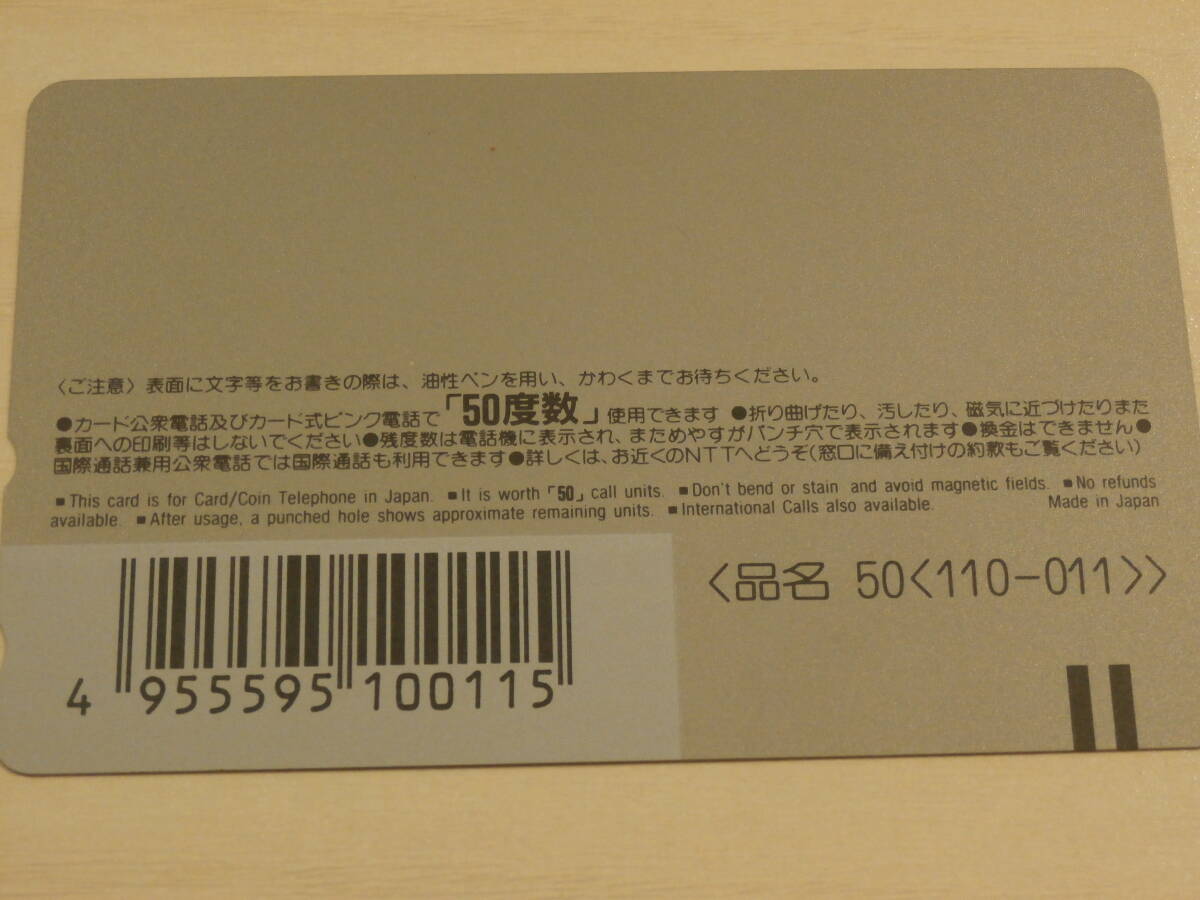 〈ご注意〉表面に文字等をお書きの際は、油性ペンを用い、かわくまでお待ちください。
●カード公衆電話及びカード式ピンク電話で「50度数」使用できます ●折り曲げたり、汚したり、磁気に近づけたりまた
裏面への印刷等はしないでください●残度数は電話機に表示され、まためやすがパンチ穴で表示されます●換金はできません●
国際通話兼用公衆電話では国際通話も利用できます●詳しくは、お近くのNTTへどうぞ(窓口に備え付けの約款もご覧ください)
■This card is for Card/Coin Telephone in Japan. ■It is worth「50」call units. ■Don't bend or stain and avoid magnetic fields. ■No refunds
available. ■After usage, a punched hole shows approximate remaining units. ■International Calls also available. Made in Japan
〈品名 50〈110-011〉〉
4 955595 100115